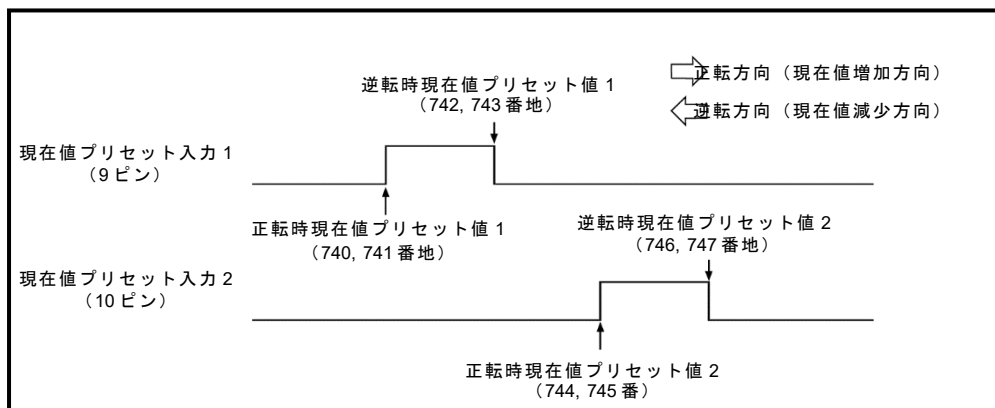 正転方向（現在値増加方向）
逆転時現在値プリセット値 1
（742, 743 番地）
逆転方向（現在値減少方向）
現在値プリセット入力 1
（9 ピン）
正転時現在値プリセット値 1
（740, 741 番地）
逆転時現在値プリセット値 2
（746, 747 番地）
現在値プリセット入力 2
（10 ピン）
正転時現在値プリセット値 2
（744, 745 番）